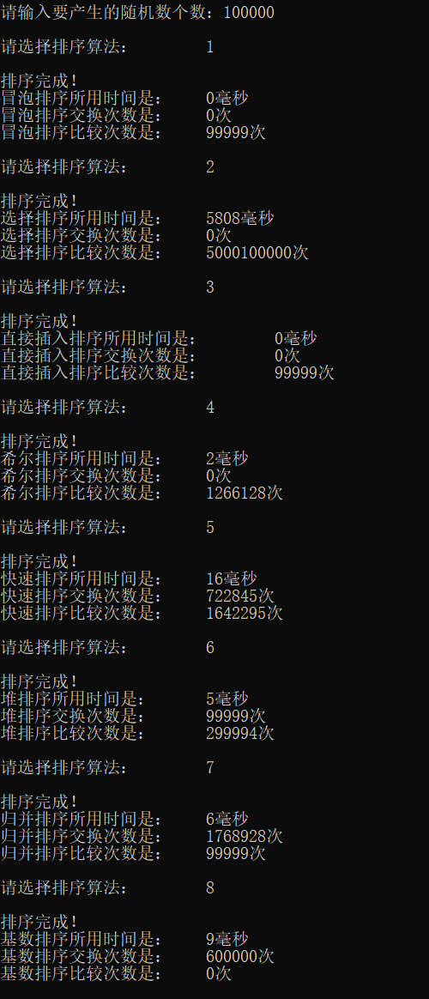 请输入要产生的随机数个数：100000
请选择排序算法： 1
排序完成！
冒泡排序所用时间是： 0毫秒
冒泡排序交换次数是： 0次
冒泡排序比较次数是： 99999次
请选择排序算法： 2
排序完成！
选择排序所用时间是： 5808毫秒
选择排序交换次数是： 0次
选择排序比较次数是： 5000100000次
请选择排序算法： 3
排序完成！
直接插入排序所用时间是： 0毫秒
直接插入排序交换次数是： 0次
直接插入排序比较次数是： 99999次
请选择排序算法： 4
排序完成！
希尔排序所用时间是： 2毫秒
希尔排序交换次数是： 0次
希尔排序比较次数是： 1266128次
请选择排序算法： 5
排序完成！
快速排序所用时间是： 16毫秒
快速排序交换次数是： 722845次
快速排序比较次数是： 1642295次
请选择排序算法： 6
排序完成！
堆排序所用时间是： 5毫秒
堆排序交换次数是： 99999次
堆排序比较次数是： 299994次
请选择排序算法： 7
排序完成！
归并排序所用时间是： 6毫秒
归并排序交换次数是： 1768928次
归并排序比较次数是： 99999次
请选择排序算法： 8
排序完成！
基数排序所用时间是： 9毫秒
基数排序交换次数是： 600000次
基数排序比较次数是： 0次